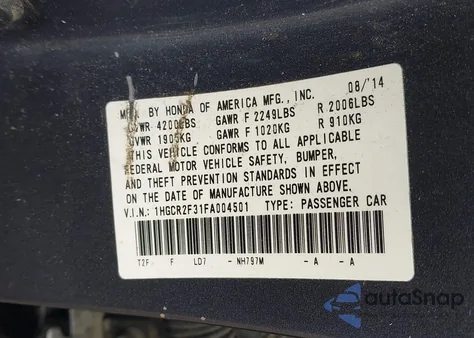 MFD. BY HONDA OF AMERICA MFG., INC. 08/'14
GVWR 4200LBS GAWR F 2249LBS R 2006LBS
GVWR 1905KG GAWR F 1020KG R 910KG
THIS VEHICLE CONFORMS TO ALL APPLICABLE
FEDERAL MOTOR VEHICLE SAFETY, BUMPER,
AND THEFT PREVENTION STANDARDS IN EFFECT
ON THE DATE OF MANUFACTURE SHOWN ABOVE.
V.I.N.: 1HGCR2F31FA004501 TYPE: PASSENGER CAR
T2F F LD7 - NH797M - A - A
autoSnap